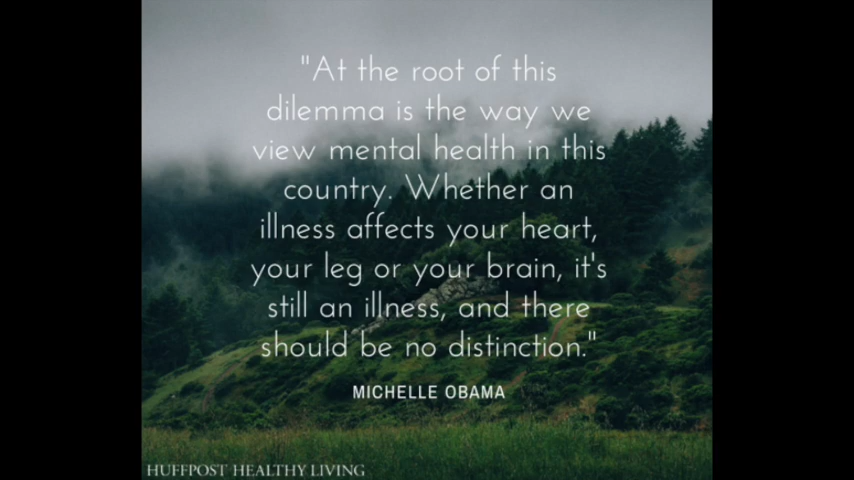 "At the root of this
dilemma is the way we
view mental health in this
country. Whether an
illness affects your heart,
your leg or your brain, it's
still an illness, and there
should be no distinction."
MICHELLE OBAMA
HUFFPOST HEALTHY LIVING